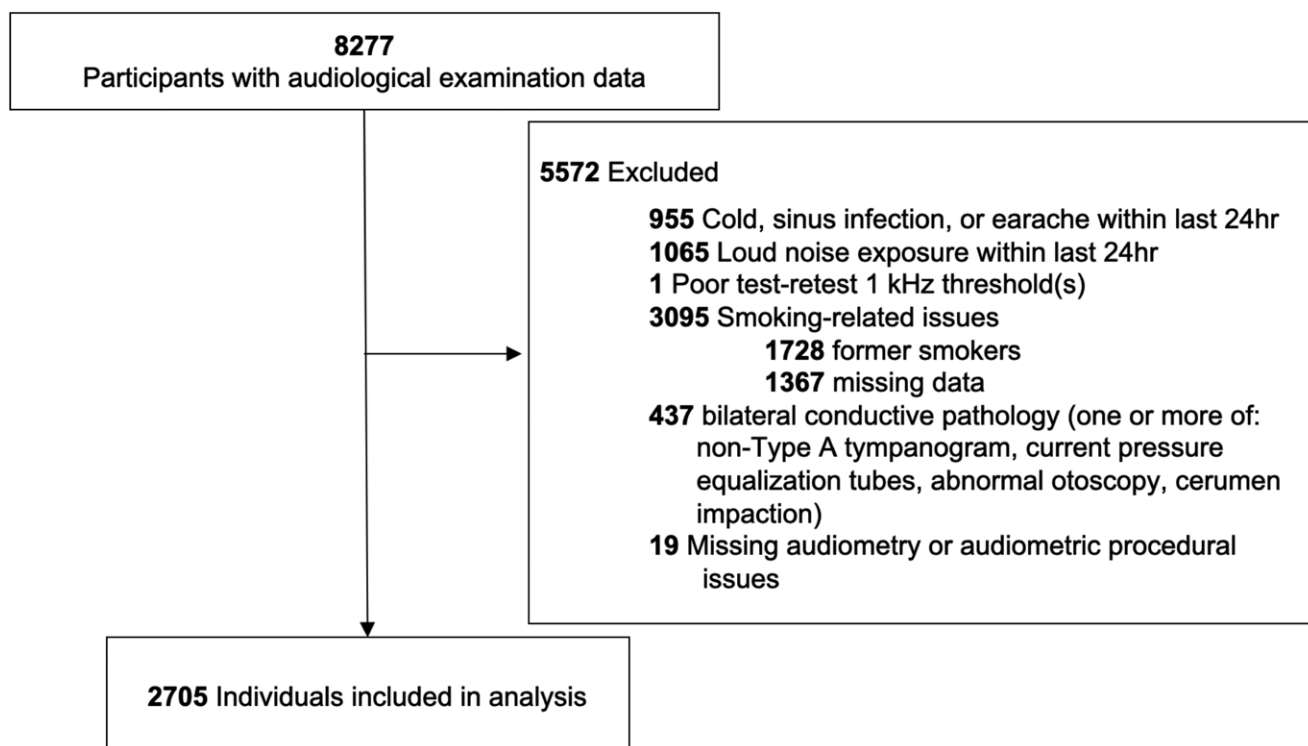 8277
Participants with audiological examination data
5572 Excluded
955 Cold, sinus infection, or earache within last 24hr
1065 Loud noise exposure within last 24hr
1 Poor test-retest 1 kHz threshold(s)
3095 Smoking-related issues
1728 former smokers
1367 missing data
437 bilateral conductive pathology (one or more of:
non-Type A tympanogram, current pressure
equalization tubes, abnormal otoscopy, cerumen
impaction)
19 Missing audiometry or audiometric procedural
issues
2705 Individuals included in analysis